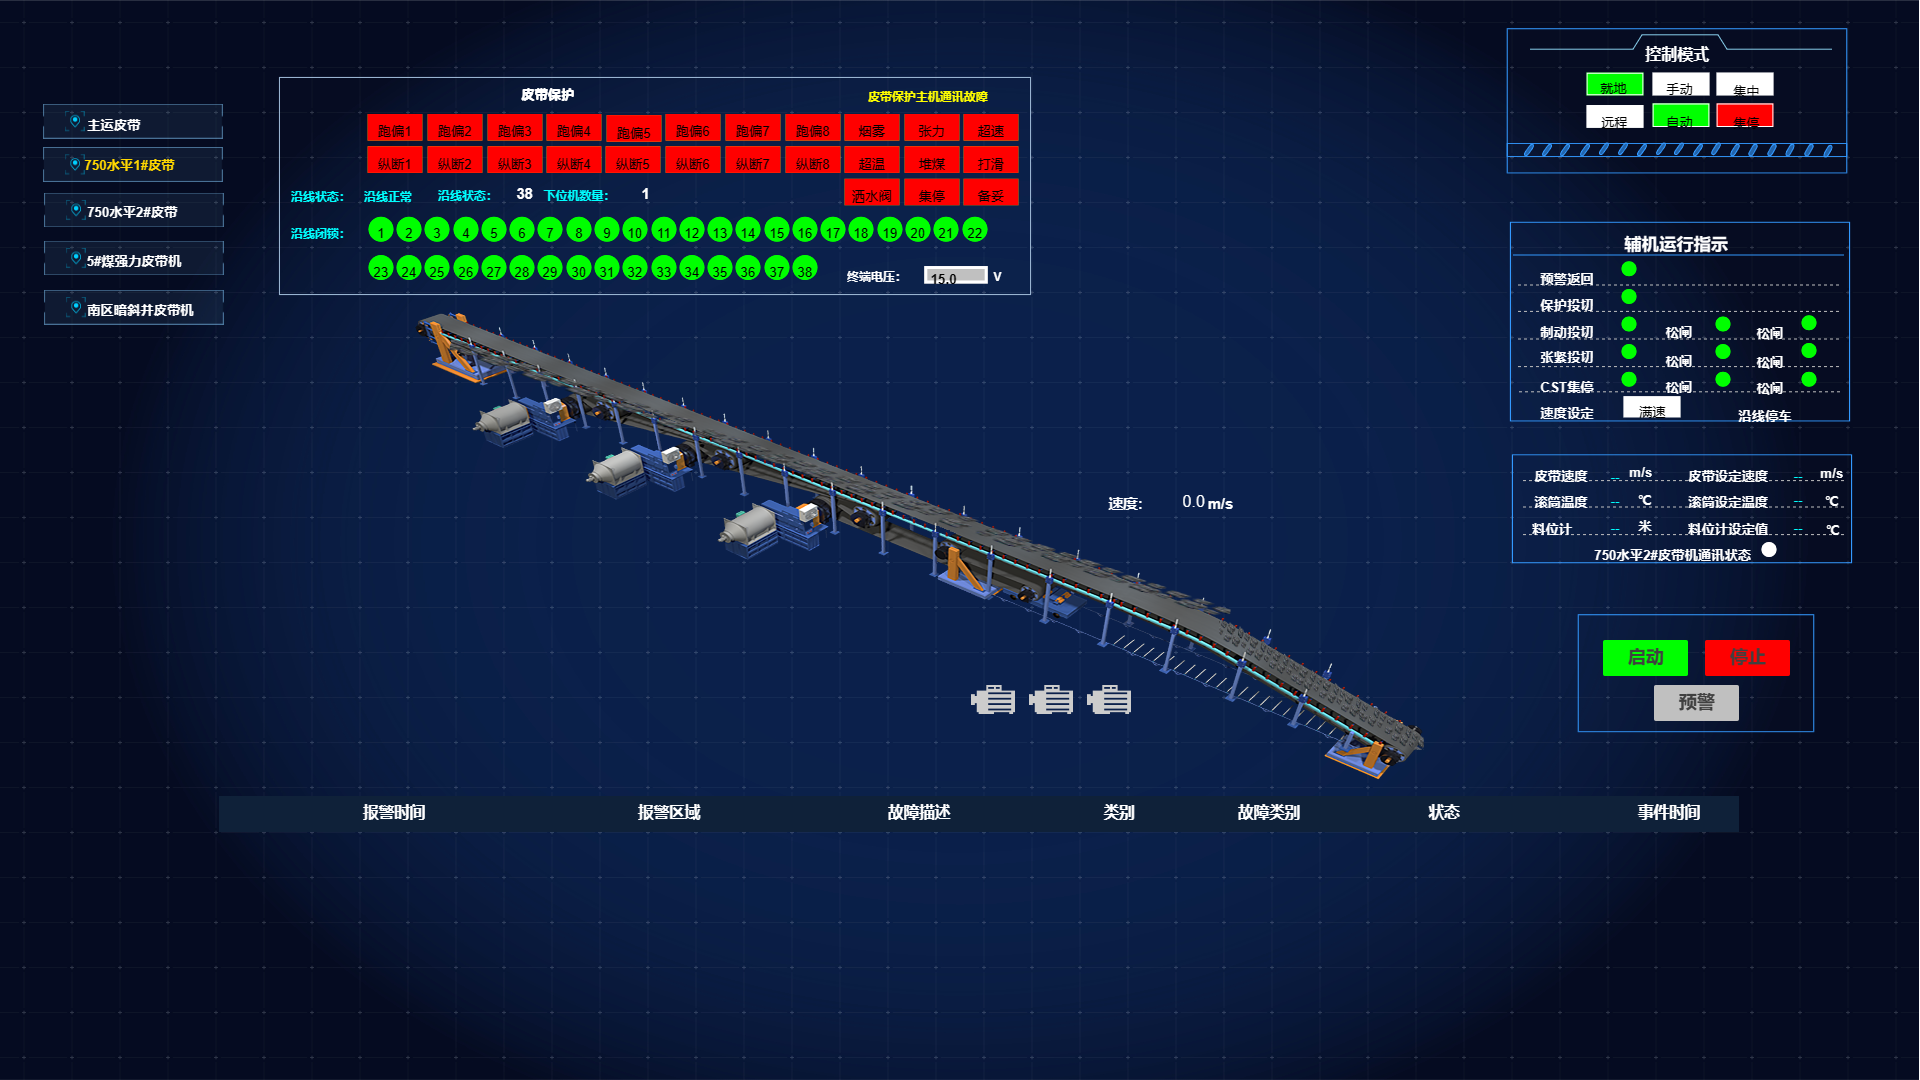 主运皮带
750水平1#皮带
750水平2#皮带
5#煤强力皮带机
南区暗斜井皮带机
皮带保护 皮带保护主机通讯故障
跑偏1 跑偏2 跑偏3 跑偏4 跑偏5 跑偏6 跑偏7 跑偏8 烟雾 张力 超速
纵断1 纵断2 纵断3 纵断4 纵断5 纵断6 纵断7 纵断8 超温 堆煤 打滑
沿线状态: 沿线正常 沿线状态: 38 下位机数量: 1 洒水阀 集停 备妥
沿线闭锁: 1 2 3 4 5 6 7 8 9 10 11 12 13 14 15 16 17 18 19 20 21 22
23 24 25 26 27 28 29 30 31 32 33 34 35 36 37 38
终端电压: 15.0 V
控制模式
就地 手动 集中
远程 自动 集停
辅机运行指示
预警返回
保护投切
制动投切 松闸 松闸
张紧投切 松闸 松闸
CST集停 松闸 松闸
速度设定 满速 沿线停车
皮带速度 -- m/s 皮带设定速度 -- m/s
滚筒温度 -- ℃ 滚筒设定温度 -- ℃
料位计 -- 米 料位计设定值 -- ℃
750水平2#皮带机通讯状态
速度: 0.0 m/s
启动 停止
预警
报警时间 报警区域 故障描述 类别 故障类别 状态 事件时间